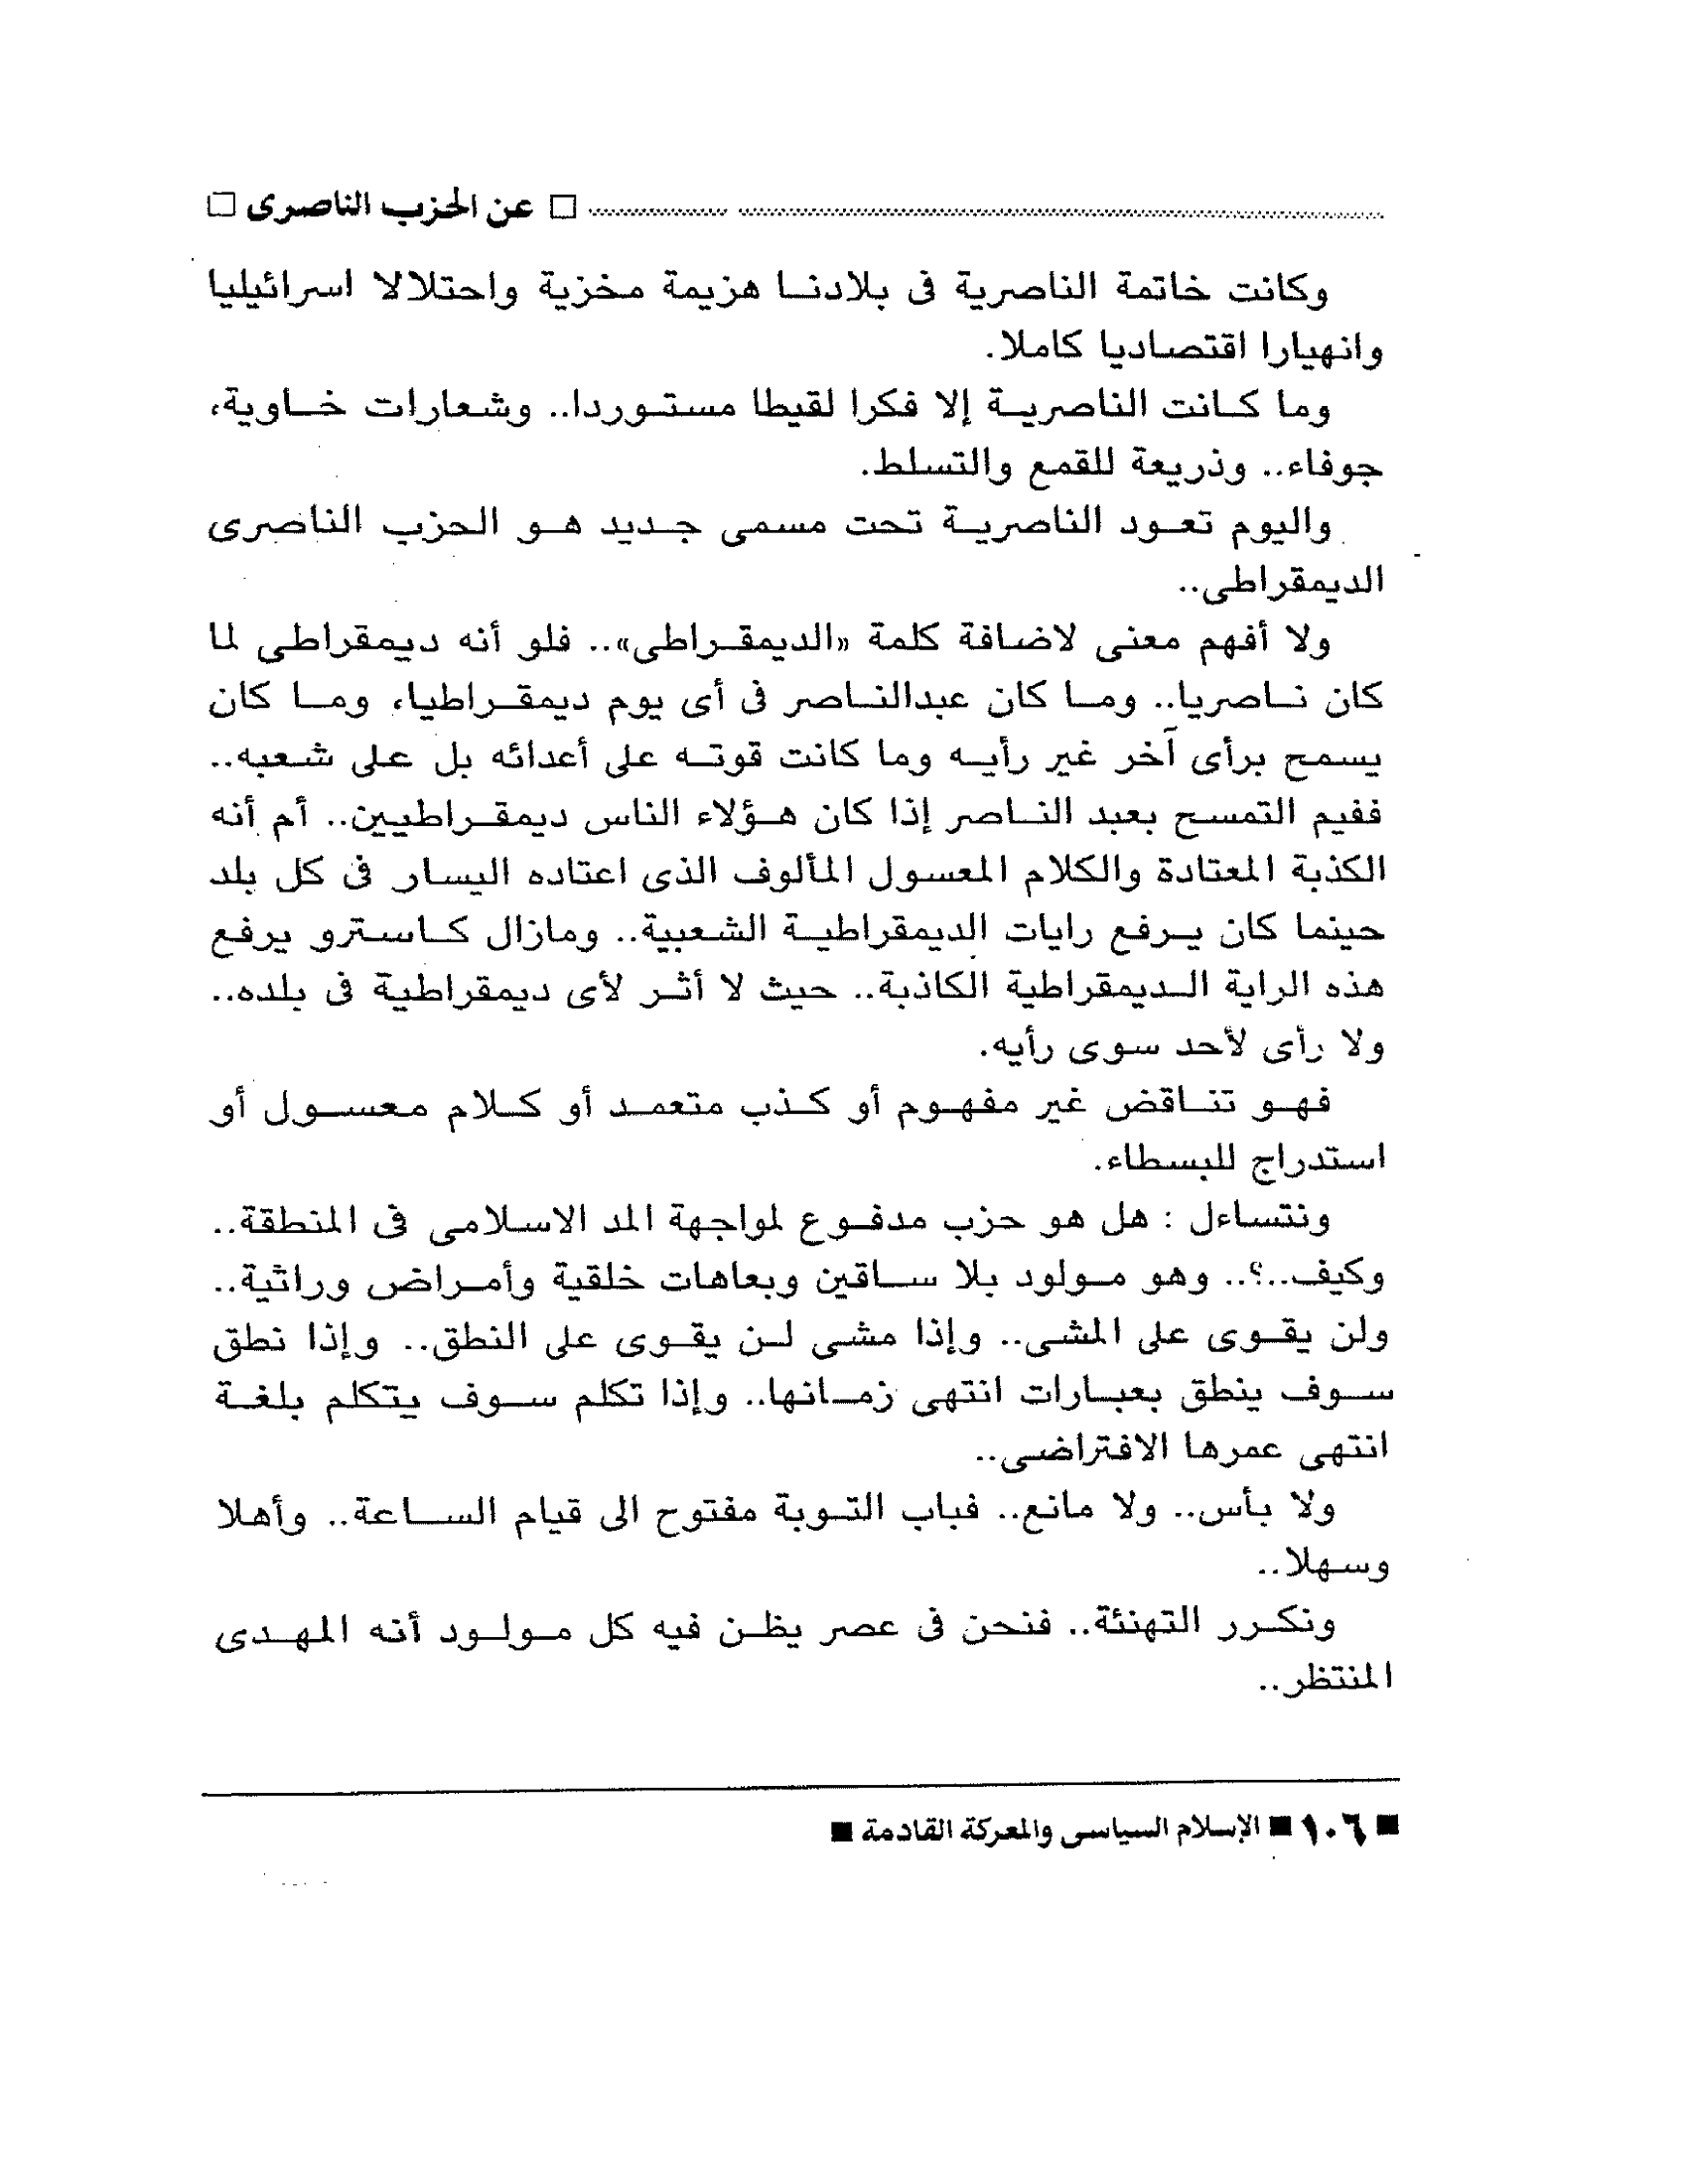 □ عن الحزب الناصرى □
وكانت خاتمة الناصرية فى بلادنا هزيمة مخزية واحتلالا اسرائيليا
وانهيارا اقتصاديا كاملا.
وما كانت الناصرية إلا فكرا لقيطا مستوردا.. وشعارات خاوية،
جوفاء.. وذريعة للقمع والتسلط.
واليوم تعود الناصرية تحت مسمى جديد هو الحزب الناصرى
الديمقراطى..
ولا أفهم معنى لاضافة كلمة «الديمقراطى».. فلو أنه ديمقراطى لما
كان ناصريا.. وما كان عبدالناصر فى أى يوم ديمقراطيا، وما كان
يسمح برأى آخر غير رأيه وما كانت قوته على أعدائه بل على شعبه..
ففيم التمسح بعبد الناصر إذا كان هؤلاء الناس ديمقراطيين.. أم أنه
الكذبة المعتادة والكلام المعسول المألوف الذى اعتاده اليسار فى كل بلد
حينما كان يرفع رايات الديمقراطية الشعبية.. ومازال كاسترو يرفع
هذه الراية الديمقراطية الكاذبة.. حيث لا أثر لأى ديمقراطية فى بلده..
ولا رأى لأحد سوى رأيه.
فهو تناقض غير مفهوم أو كذب متعمد أو كلام معسول أو
استدراج للبسطاء.
ونتساءل : هل هو حزب مدفوع لمواجهة المد الاسلامى فى المنطقة..
وكيف..؟.. وهو مولود بلا ساقين وبعاهات خلقية وأمراض وراثية..
ولن يقوى على المشى.. وإذا مشى لن يقوى على النطق.. وإذا نطق
سوف ينطق بعبارات انتهى زمانها.. وإذا تكلم سوف يتكلم بلغة
انتهى عمرها الافتراضى..
ولا بأس.. ولا مانع.. فباب التوبة مفتوح الى قيام الساعة.. وأهلا
وسهلا..
ونكرر التهنئة.. فنحن فى عصر يظن فيه كل مولود أنه المهدى
المنتظر..
■ ١٠٦ ■ الإسلام السياسى والمعركة القادمة ■